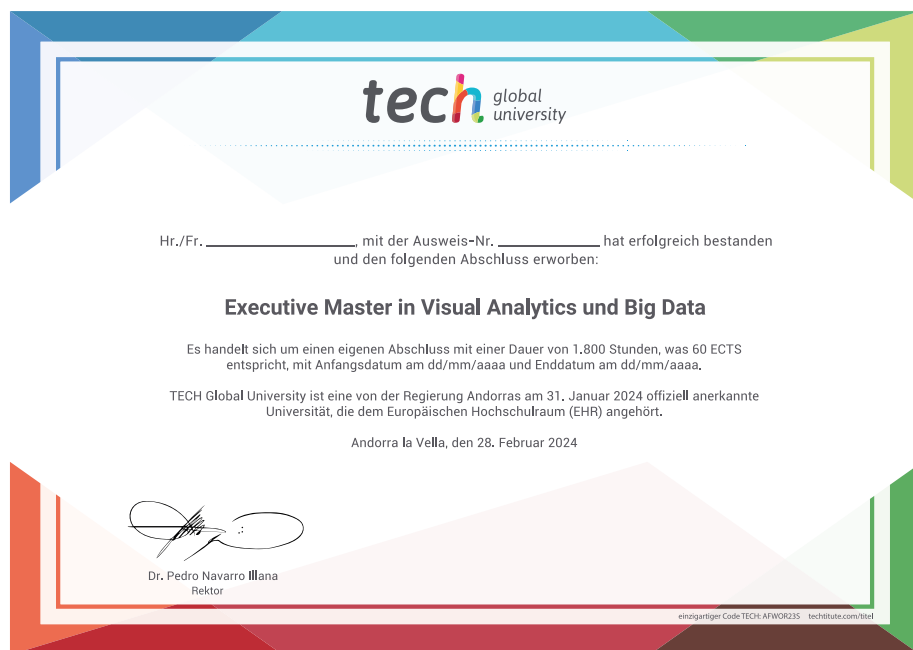 tech global
university
Hr./Fr. ____________, mit der Ausweis-Nr. ____________ hat erfolgreich bestanden
und den folgenden Abschluss erworben:
Executive Master in Visual Analytics und Big Data
Es handelt sich um einen eigenen Abschluss mit einer Dauer von 1.800 Stunden, was 60 ECTS
entspricht, mit Anfangsdatum am dd/mm/aaaa und Enddatum am dd/mm/aaaa.
TECH Global University ist eine von der Regierung Andorras am 31. Januar 2024 offiziell anerkannte
Universität, die dem Europäischen Hochschulraum (EHR) angehört.
Andorra la Vella, den 28. Februar 2024
Dr. Pedro Navarro Illana
Rektor
einzigartiger Code TECH: AFWOR23S techtitute.com/titel